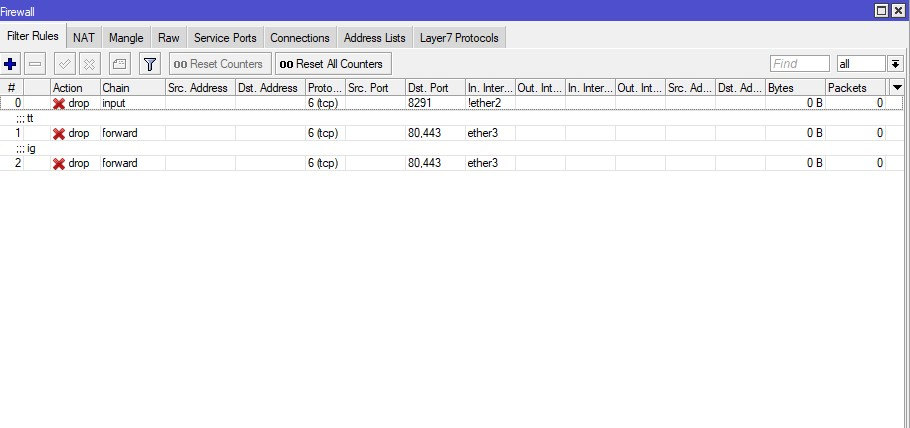 Firewall
Filter Rules NAT Mangle Raw Service Ports Connections Address Lists Layer7 Protocols
00 Reset Counters 00 Reset All Counters Find all
# Action Chain Src. Address Dst. Address Proto... Src. Port Dst. Port In. Inter... Out. Int... In. Inter... Out. Int... Src. Ad... Dst. Ad... Bytes Packets
0 drop input 6 (tcp) 8291 !ether2 0 B 0
;;; tt
1 drop forward 6 (tcp) 80,443 ether3 0 B 0
;;; ig
2 drop forward 6 (tcp) 80,443 ether3 0 B 0